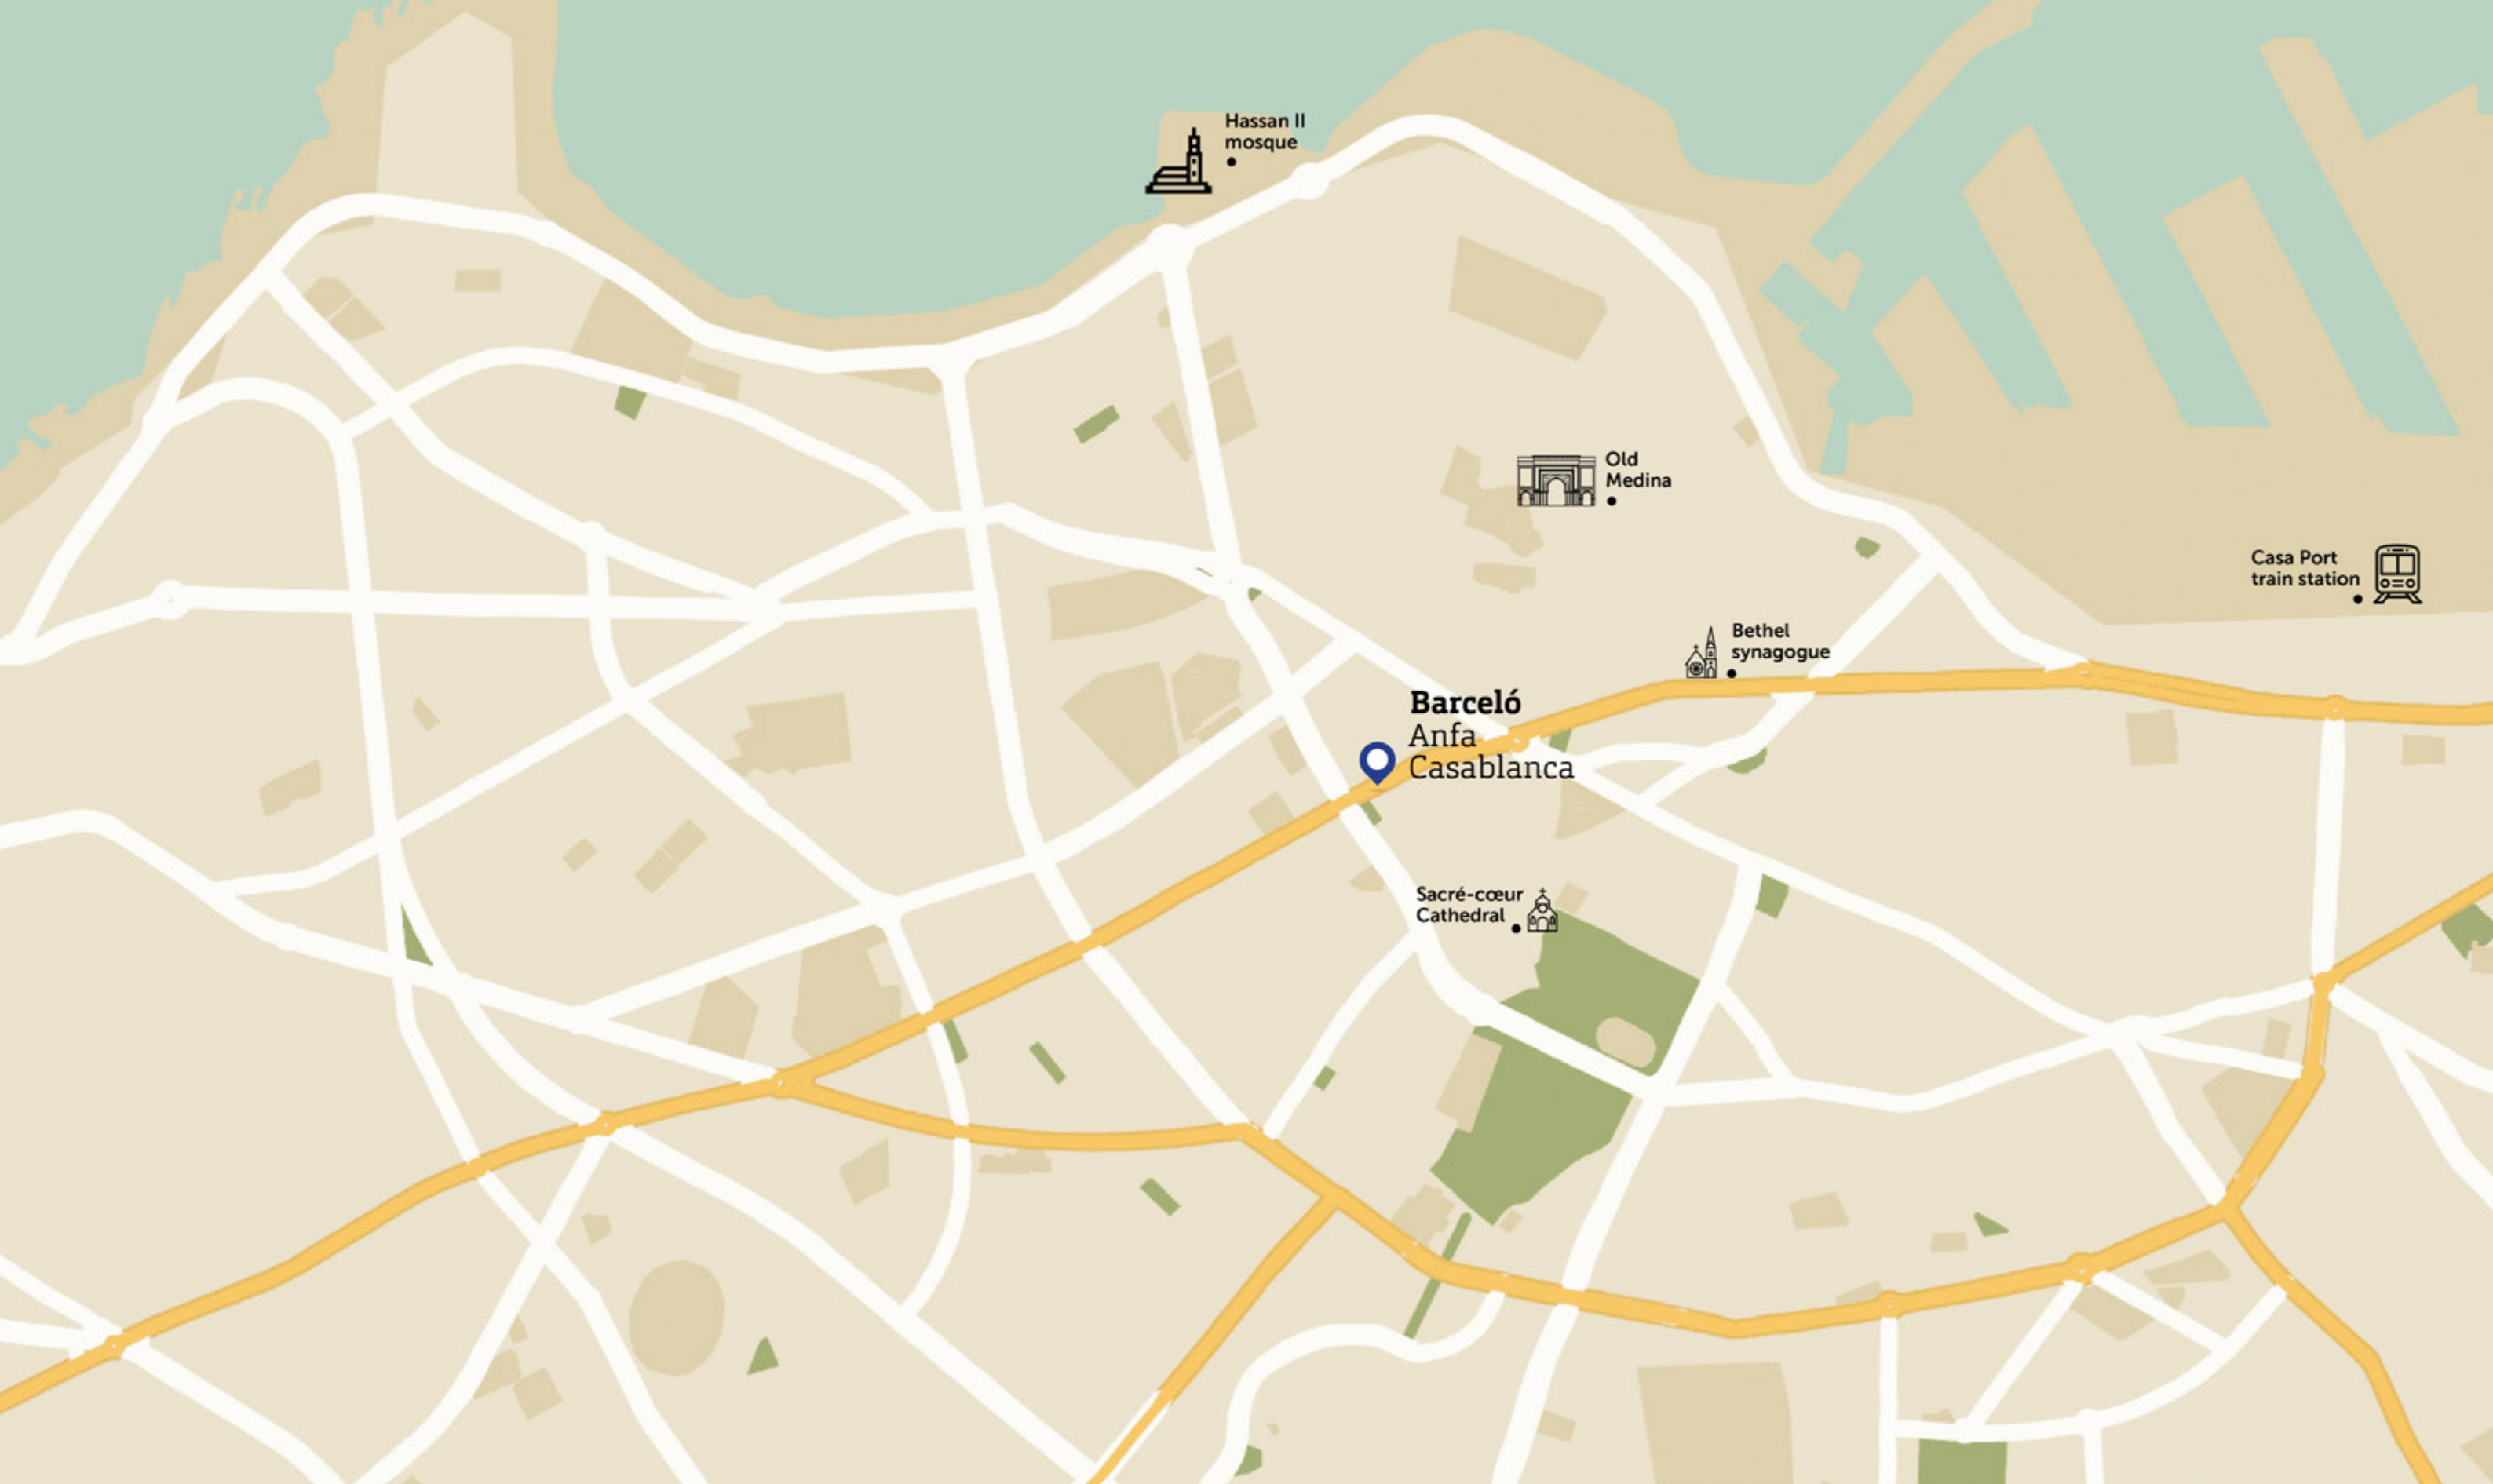 Hassan II
mosque
Old
Medina
Casa Port
train station
Bethel
synagogue
Barceló
Anfa
Casablanca
Sacré-cœur
Cathedral